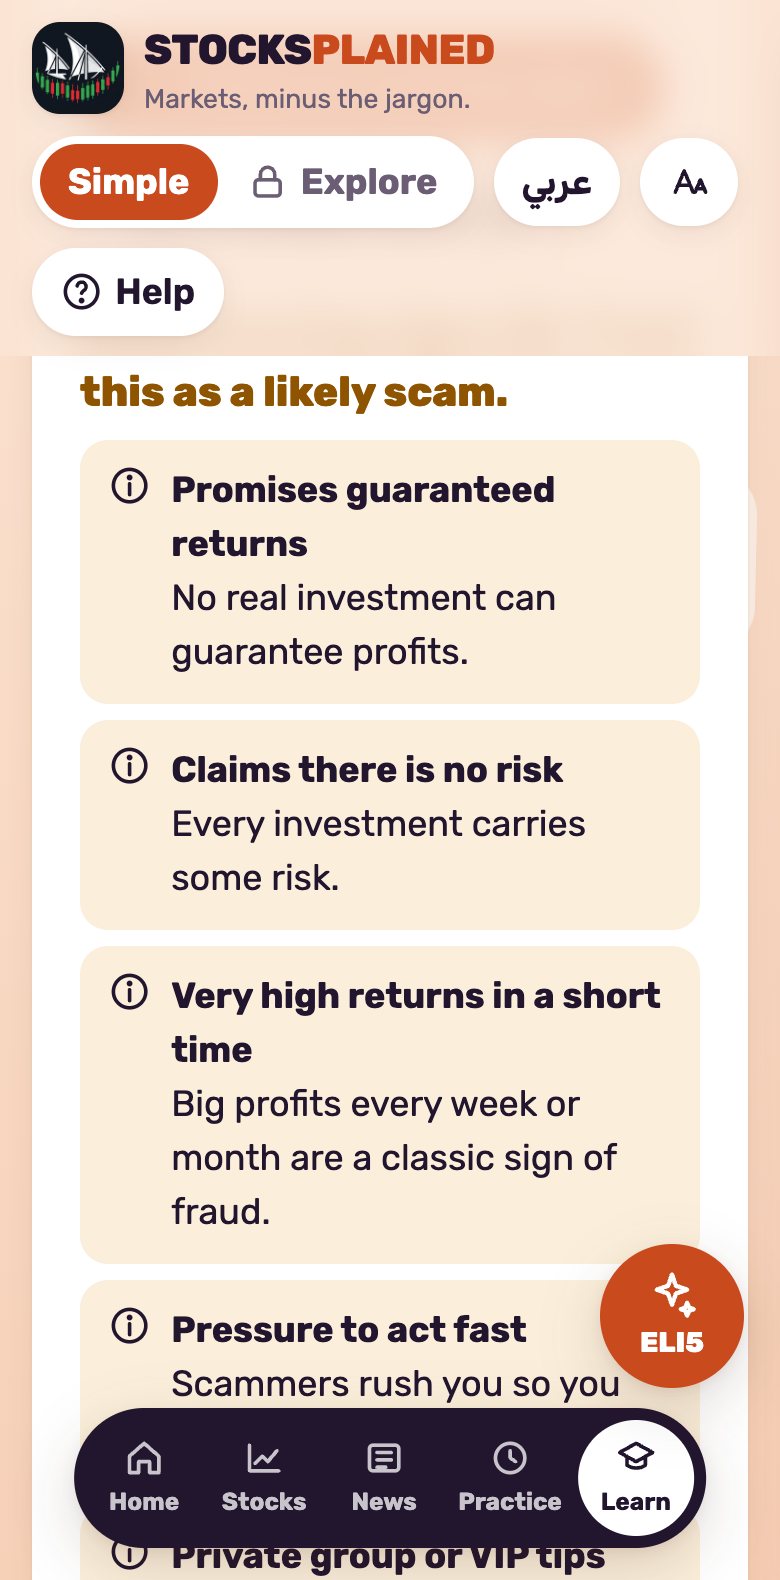 STOCKSPLAINED
Markets, minus the jargon.
Simple
Explore
عربي
AA
Help
this as a likely scam.
Promises guaranteed
returns
No real investment can
guarantee profits.
Claims there is no risk
Every investment carries
some risk.
Very high returns in a short
time
Big profits every week or
month are a classic sign of
fraud.
ELI5
Pressure to act fast
Scammers rush you so you
Home
Stocks
News
Practice
Learn
Private group or VIP tips